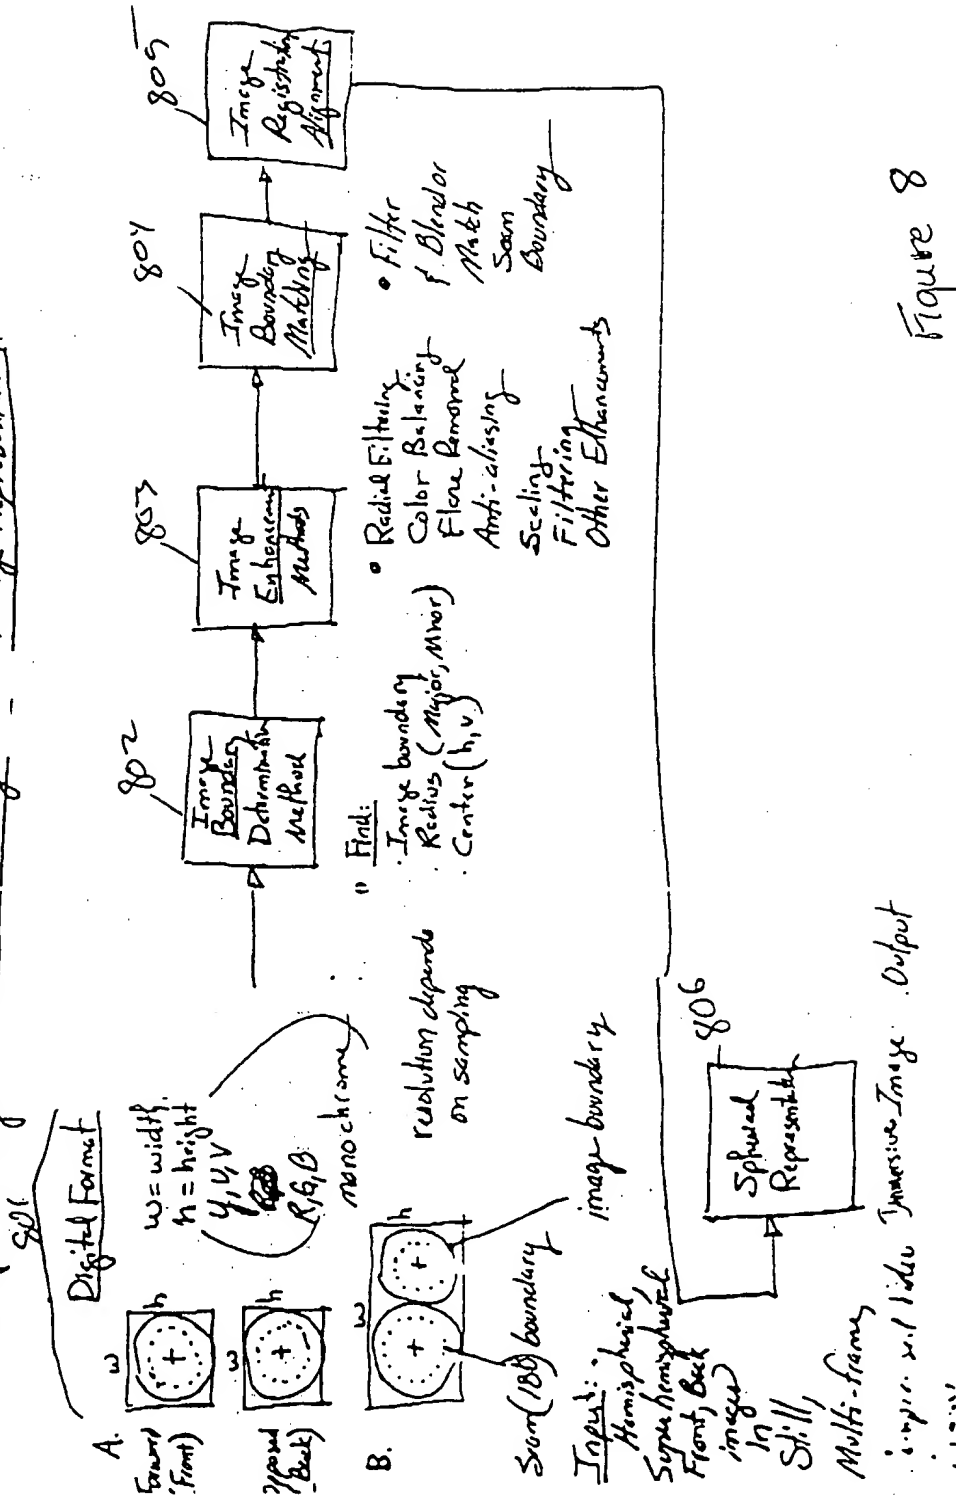 801
Digital Format
A.
Forward
(Front)
w
h
w = width
h = height
Y, U, V
R, G, B
monochrome
Opposed
Back)
w
h
B.
w
h
resolution depends
on sampling
Seam (180) boundary
image boundary
802
Image
Boundary
Determination
Method
1) Find:
· Image boundary
· Radius (Major, Minor)
· Center (h, v)
803
Image
Enhancement
Methods
• Radial Filtering
Color Balancing
Flare Removal
Anti-aliasing
Scaling
Filtering
Other Enhancements
804
Image
Boundary
Matching
• Filter
& Blend or
Match
Seam
Boundary
805
Image
Registration
Alignment
Input:
Hemispherical,
Super hemispherical
Front, Back
images
In
Still,
Multi-frame,
806
Spherical
Representation
Immersive Image Output
Figure 8